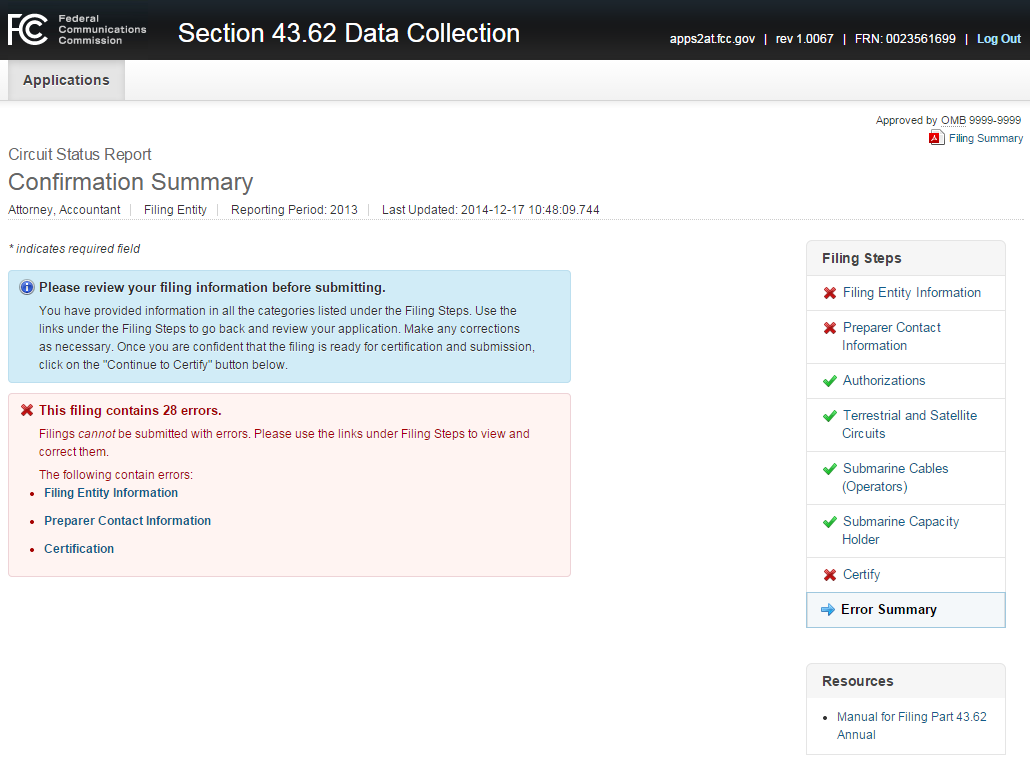 FCC Federal
Communications
Commission
Section 43.62 Data Collection
apps2at.fcc.gov | rev 1.0067 | FRN: 0023561699 | Log Out
Applications
Approved by OMB 9999-9999
Filing Summary
Circuit Status Report
Confirmation Summary
Attorney, Accountant | Filing Entity | Reporting Period: 2013 | Last Updated: 2014-12-17 10:48:09.744
* indicates required field
Please review your filing information before submitting.
You have provided information in all the categories listed under the Filing Steps. Use the
links under the Filing Steps to go back and review your application. Make any corrections
as necessary. Once you are confident that the filing is ready for certification and submission,
click on the "Continue to Certify" button below.
This filing contains 28 errors.
Filings cannot be submitted with errors. Please use the links under Filing Steps to view and
correct them.
The following contain errors:
• Filing Entity Information
• Preparer Contact Information
• Certification
Filing Steps
Filing Entity Information
Preparer Contact
Information
Authorizations
Terrestrial and Satellite
Circuits
Submarine Cables
(Operators)
Submarine Capacity
Holder
Certify
Error Summary
Resources
• Manual for Filing Part 43.62
Annual